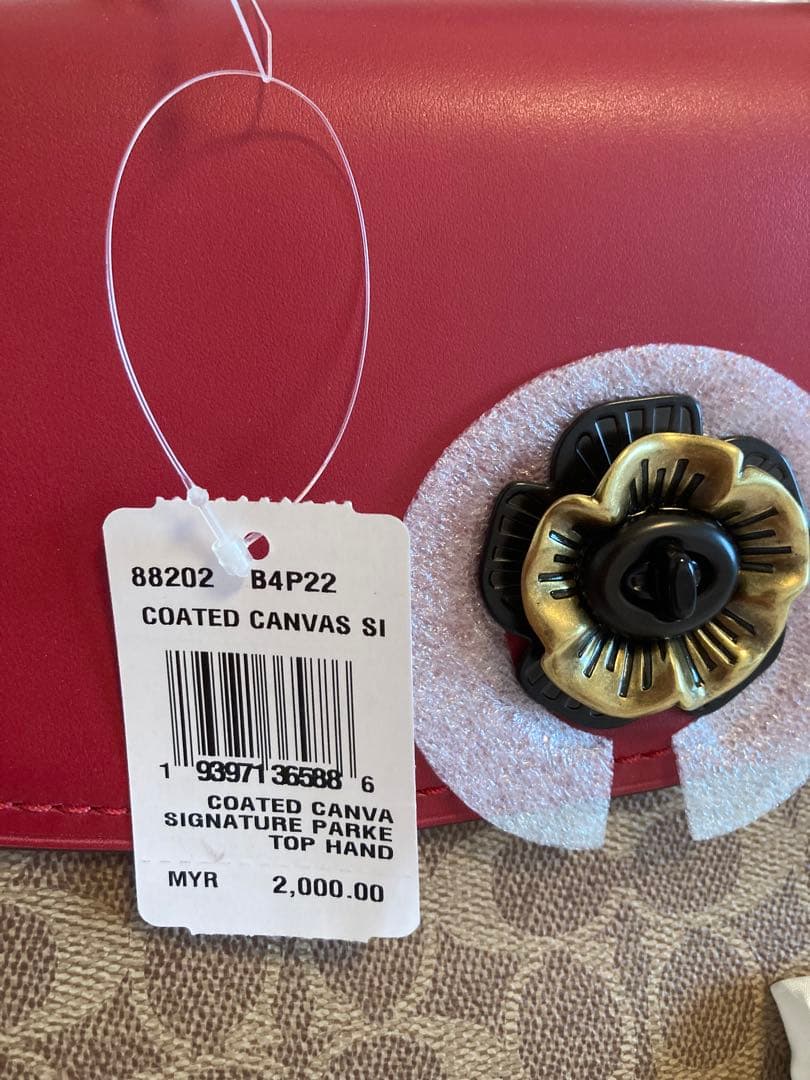 88202 B4P22
COATED CANVAS SI
1 93971 36588 6
COATED CANVA
SIGNATURE PARKE
TOP HAND
MYR 2,000.00